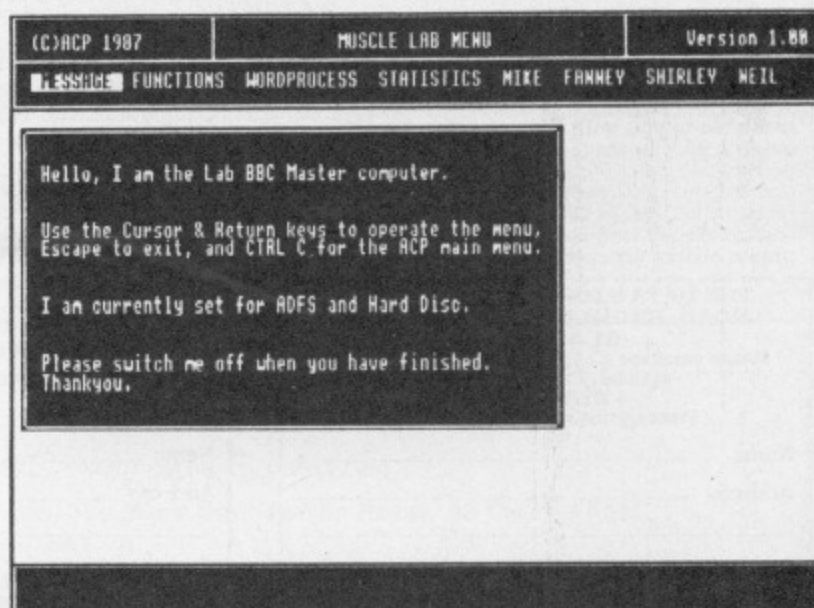 (C)ACP 1987 MUSCLE LAB MENU Version 1.00
MESSAGE FUNCTIONS WORDPROCESS STATISTICS MIKE FANNEY SHIRLEY NEIL
Hello, I am the Lab BBC Master computer.
Use the Cursor & Return keys to operate the menu,
Escape to exit, and CTRL C for the ACP main menu.
I am currently set for ADFS and Hard Disc.
Please switch me off when you have finished.
Thankyou.